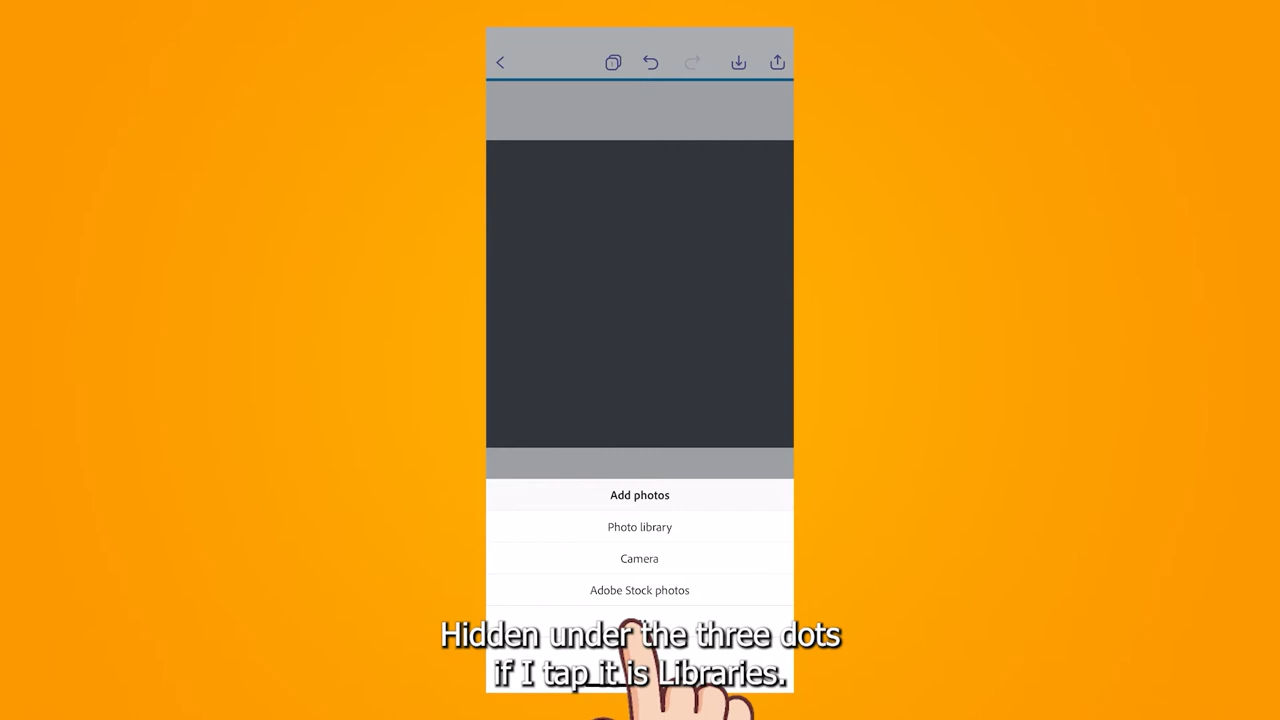 Add photos
Photo library
Camera
Adobe Stock photos
Hidden under the three dots
if I tap it is Libraries.